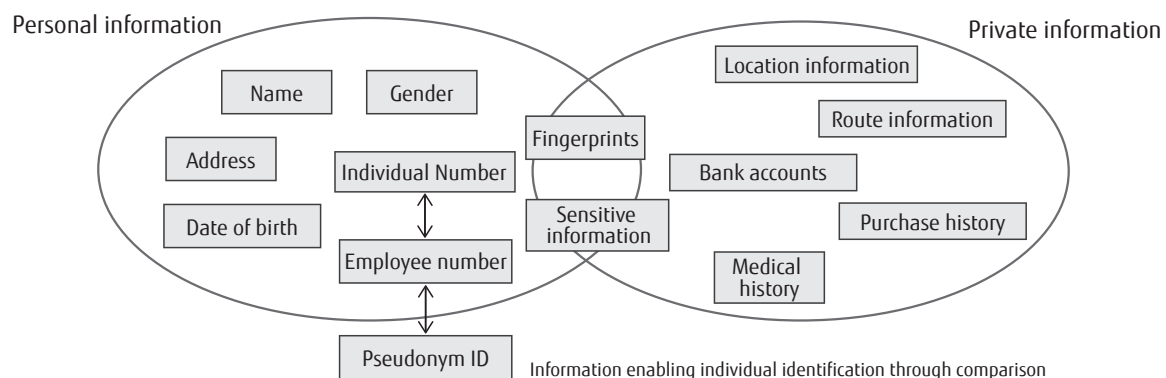 Personal information
Private information
Location information
Name
Gender
Route information
Fingerprints
Address
Individual Number
Bank accounts
Date of birth
Sensitive
information
Purchase history
Employee number
Medical
history
Pseudonym ID
Information enabling individual identification through comparison